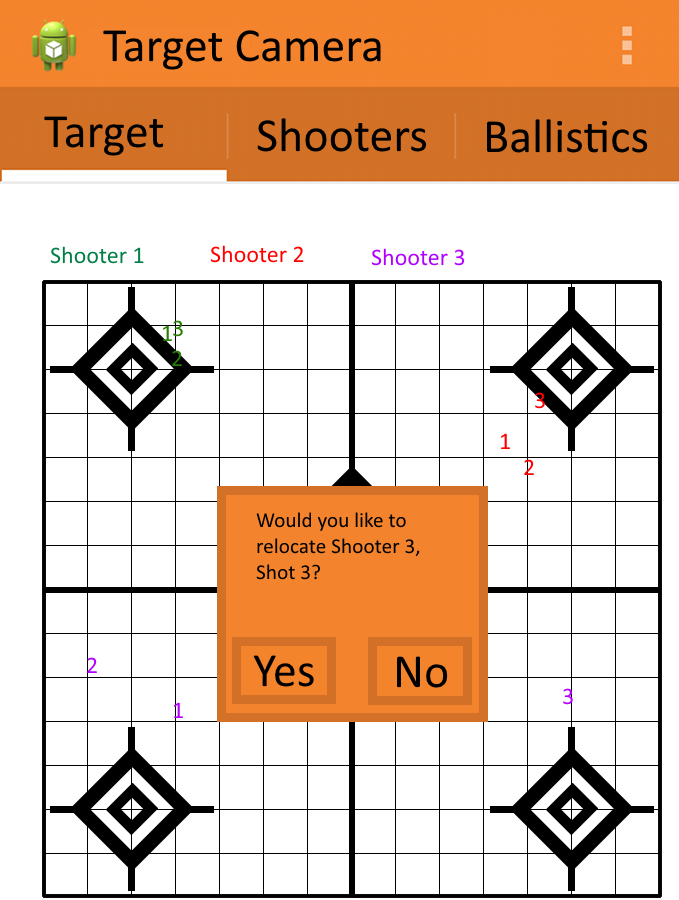 Target Camera
Target
Shooters
Ballistics
Shooter 1
Shooter 2
Shooter 3
1
3
2
3
1
2
Would you like to
relocate Shooter 3,
Shot 3?
Yes
No
2
1
3